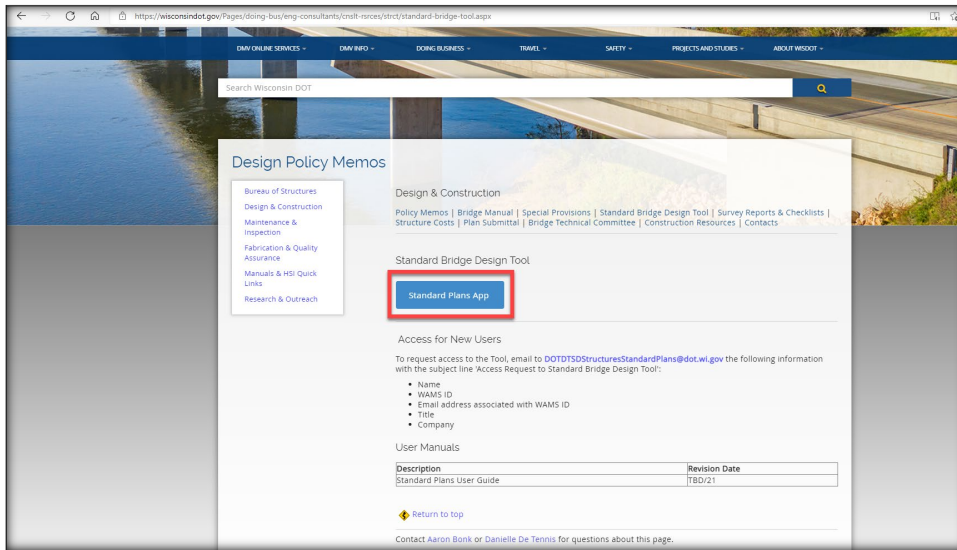 https://wisconsindot.gov/Pages/doing-bus/eng-consultants/cnslt-rsrces/strct/standard-bridge-tool.aspx
DMV ONLINE SERVICES
DMV INFO
DOING BUSINESS
TRAVEL
SAFETY
PROJECTS AND STUDIES
ABOUT WISDOT
Search Wisconsin DOT
Design Policy Memos
Bureau of Structures
Design & Construction
Maintenance &
Inspection
Fabrication & Quality
Assurance
Manuals & HSI Quick
Links
Research & Outreach
Design & Construction
Policy Memos | Bridge Manual | Special Provisions | Standard Bridge Design Tool | Survey Reports & Checklists |
Structure Costs | Plan Submittal | Bridge Technical Committee | Construction Resources | Contacts
Standard Bridge Design Tool
Standard Plans App
Access for New Users
To request access to the Tool, email to DOTDTSDStructuresStandardPlans@dot.wi.gov the following information
with the subject line 'Access Request to Standard Bridge Design Tool':
• Name
• WAMS ID
• Email address associated with WAMS ID
• Title
• Company
User Manuals
Description Revision Date
Standard Plans User Guide TBD/21
Return to top
Contact Aaron Bonk or Danielle De Tennis for questions about this page.